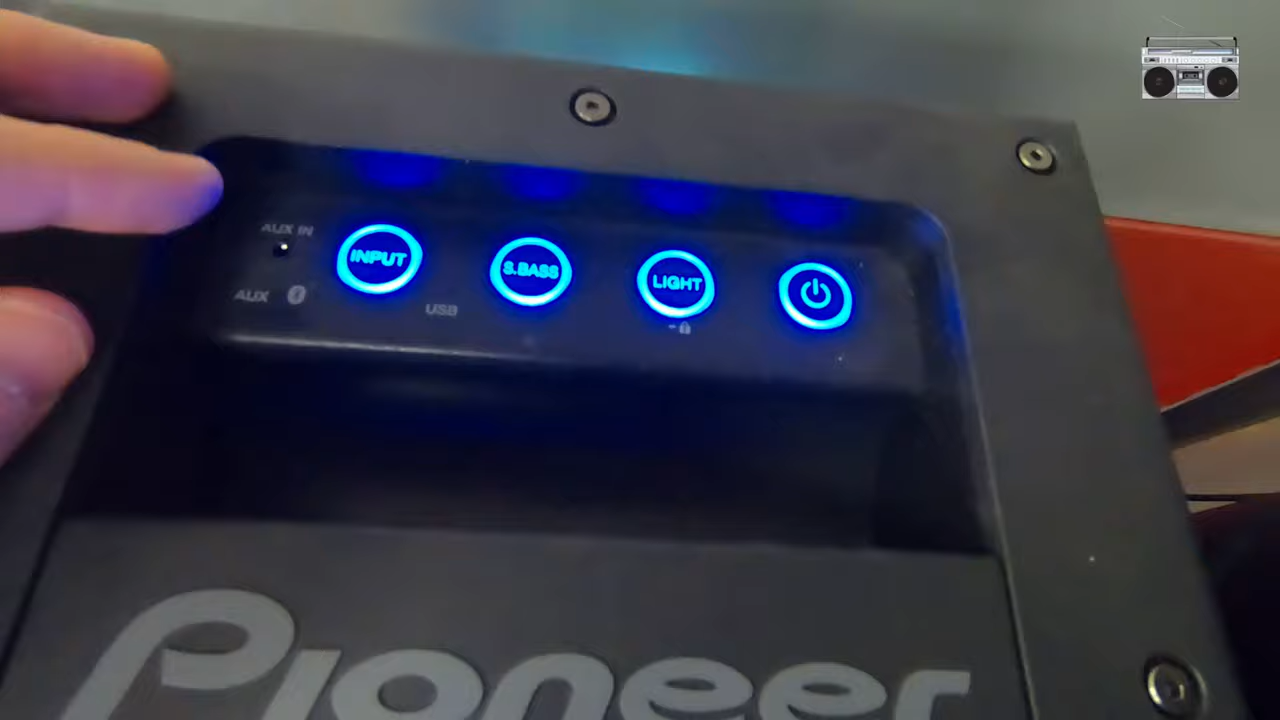 AUX IN
INPUT
S.BASS
LIGHT
AUX
USB
Pioneer